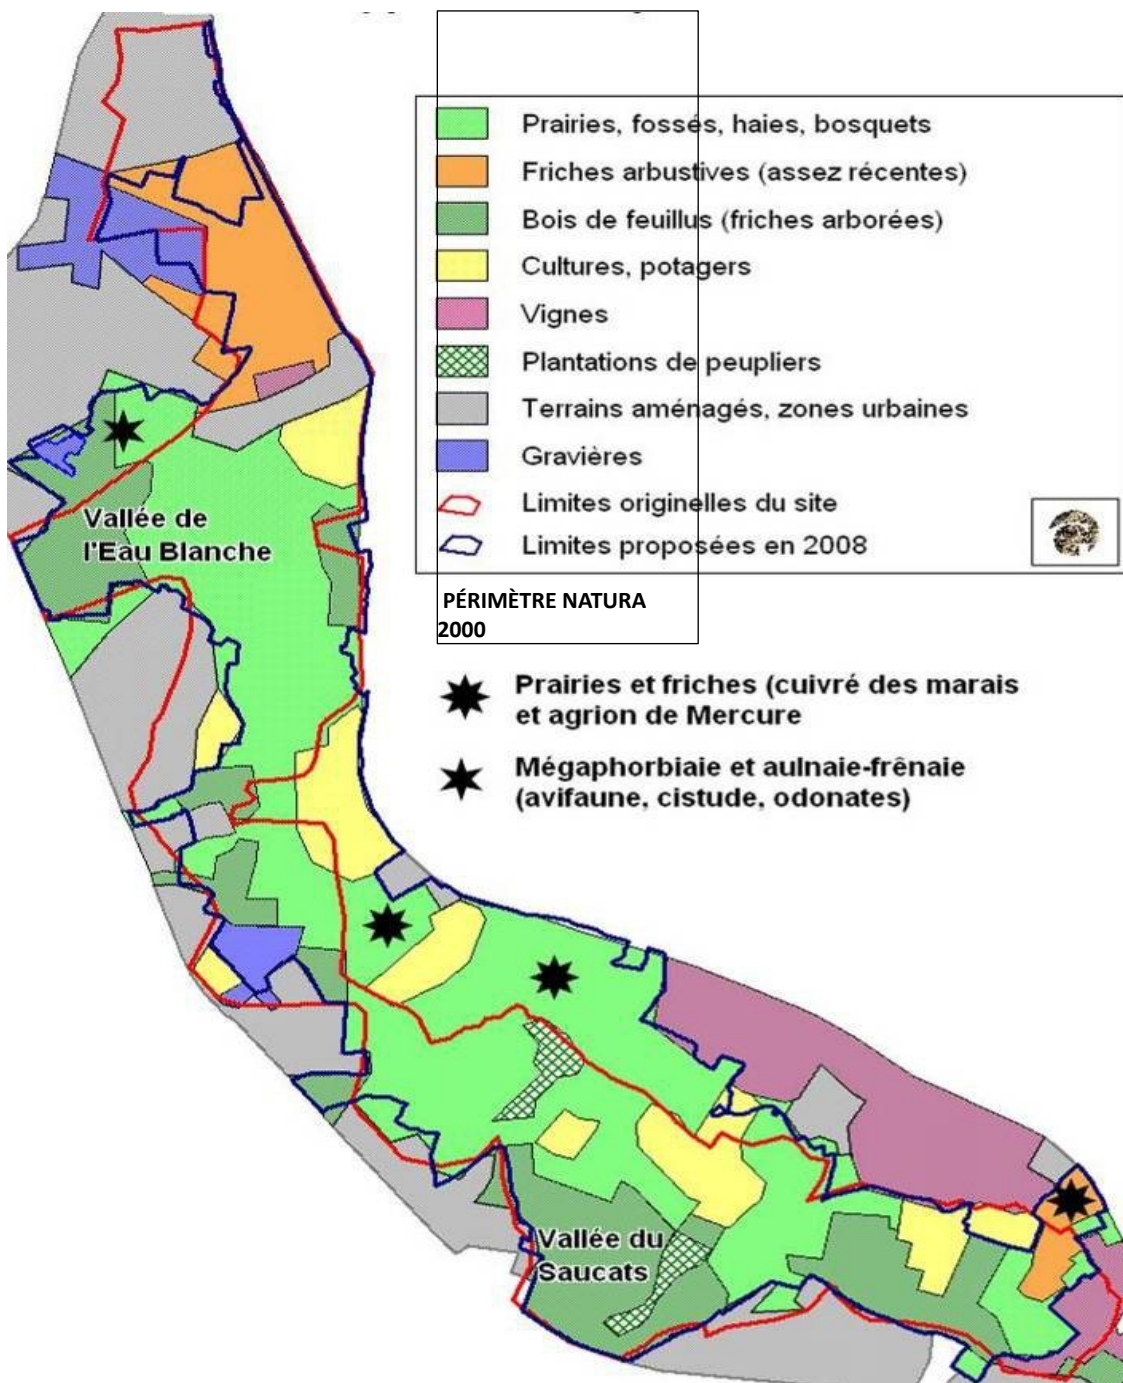 Prairies, fossés, haies, bosquets
Friches arbustives (assez récentes)
Bois de feuillus (friches arborées)
Cultures, potagers
Vignes
Plantations de peupliers
Terrains aménagés, zones urbaines
Gravières
Limites originelles du site
Limites proposées en 2008
PÉRIMÈTRE NATURA
2000
Prairies et friches (cuivré des marais
et agrion de Mercure
Mégaphorbiaie et aulnaie-frênaie
(avifaune, cistude, odonates)
Vallée de
l'Eau Blanche
Vallée du
Saucats